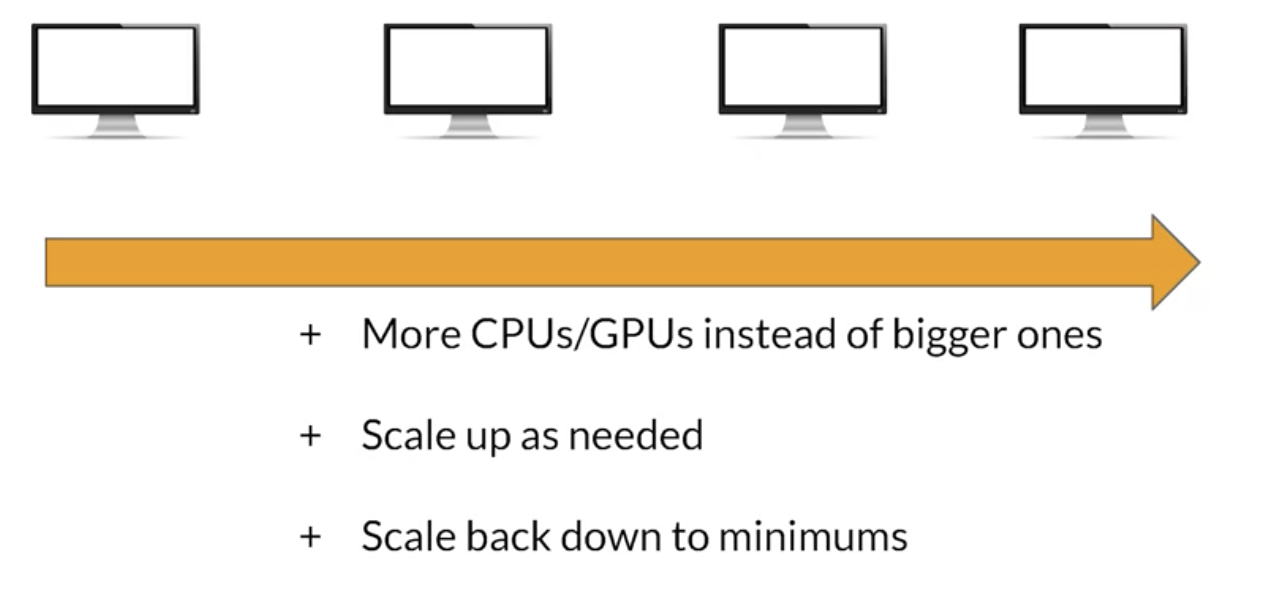 + More CPUs/GPUs instead of bigger ones
+ Scale up as needed
+ Scale back down to minimums